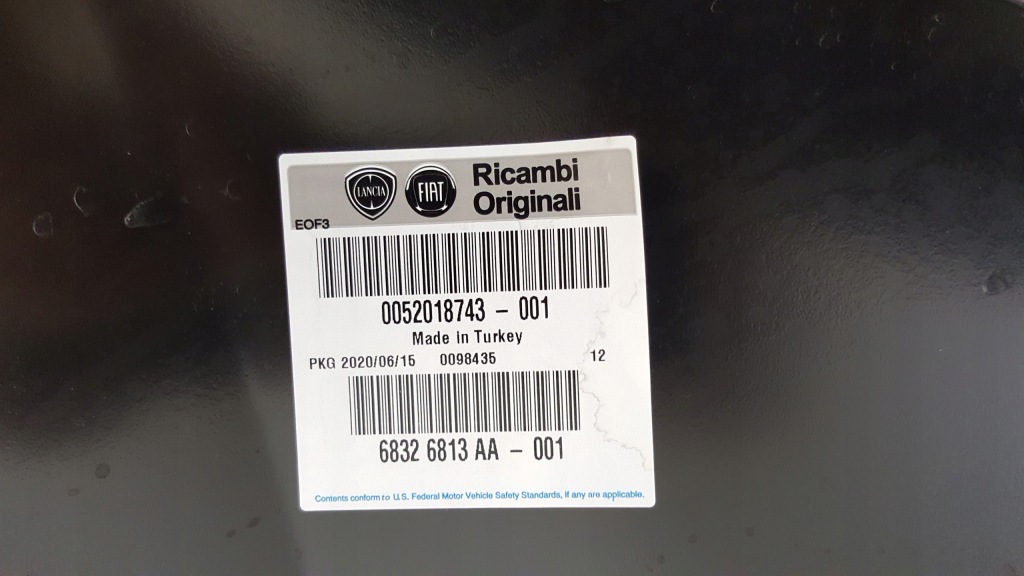 LANCIA FIAT Ricambi
Originali
EOF3
0052018743 - 001
Made in Turkey
PKG 2020/06/15 0098435 12
6832 6813 AA - 001
Contents conform to U.S. Federal Motor Vehicle Safety Standards, if any are applicable.